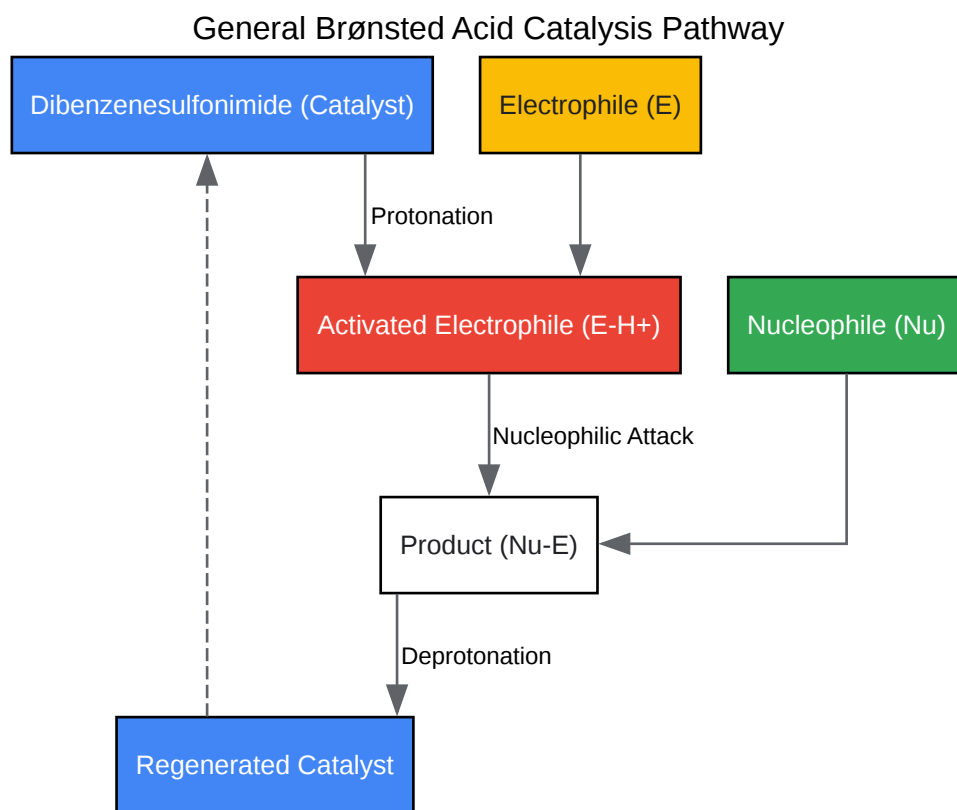 General Brønsted Acid Catalysis Pathway
Dibenzenesulfonimide (Catalyst)
Electrophile (E)
Protonation
Activated Electrophile (E-H+)
Nucleophile (Nu)
Nucleophilic Attack
Product (Nu-E)
Deprotonation
Regenerated Catalyst